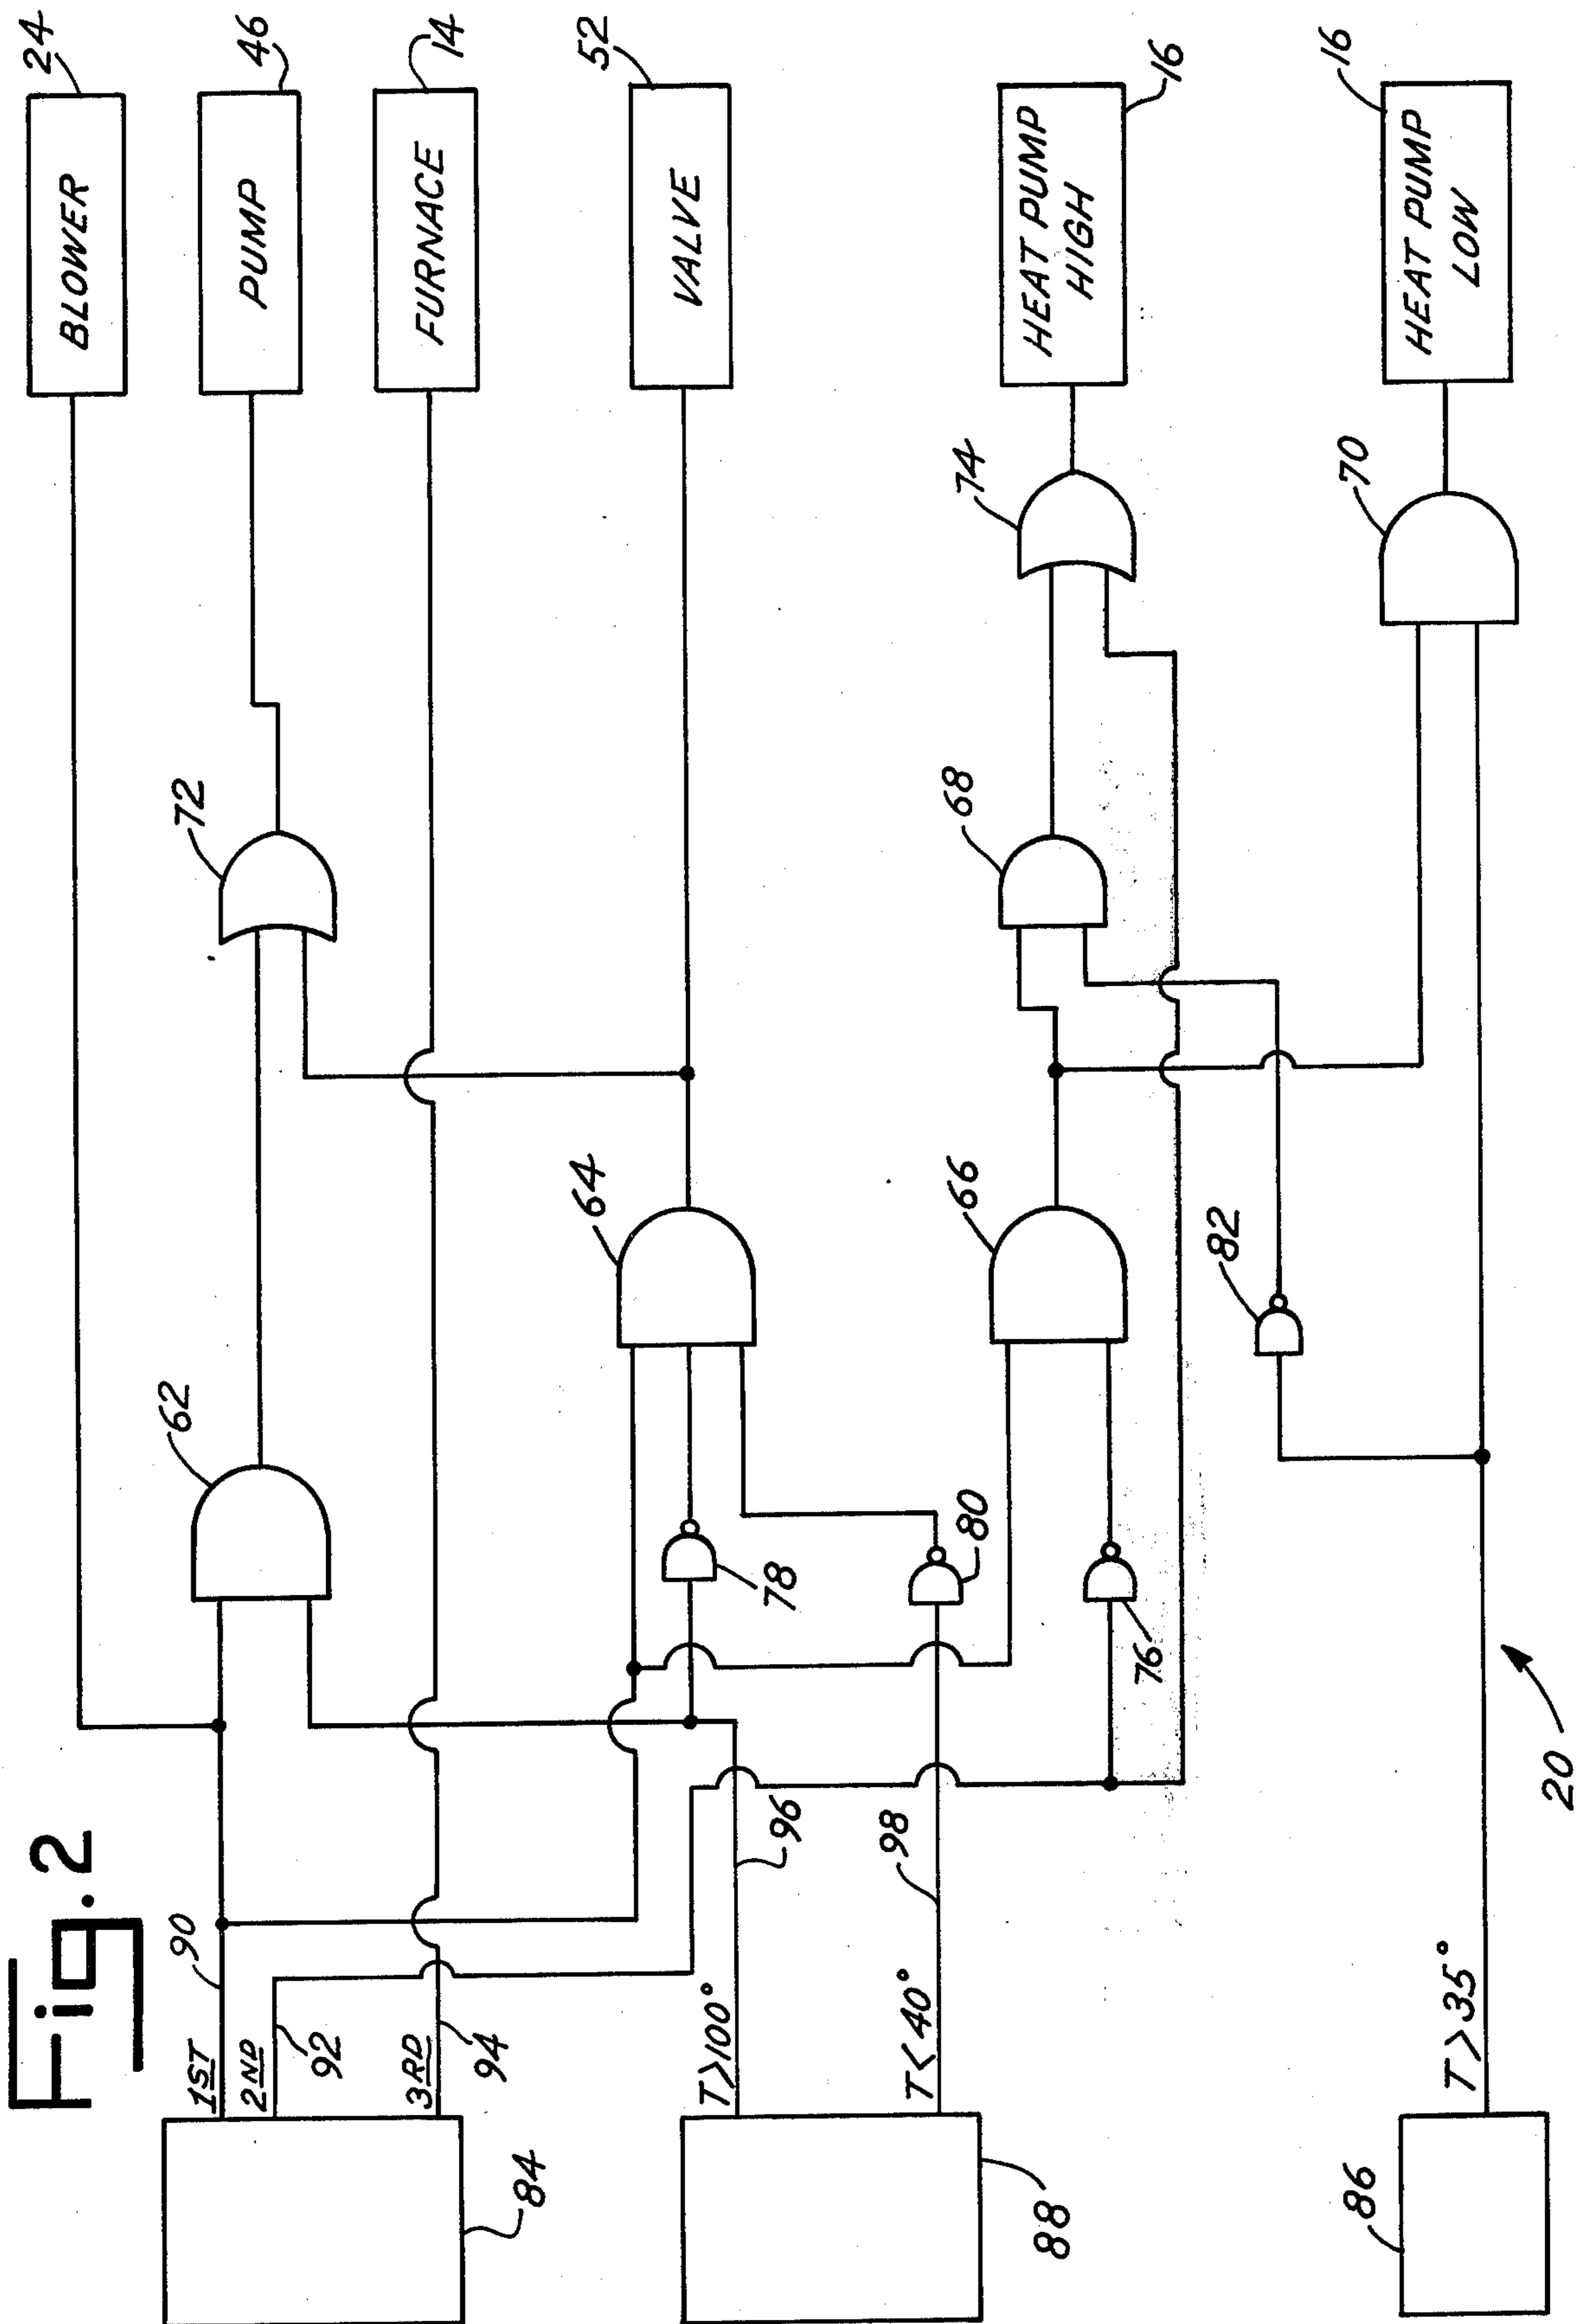 Fig. 2
24
BLOWER
46
PUMP
14
FURNACE
52
VALVE
HEAT PUMP
HIGH
16
HEAT PUMP
LOW
16
72
74
70
68
62
64
66
82
78
80
76
1ST
90
2ND
92
3RD
94
84
T>100°
96
T<40°
98
88
T>35°
86
20